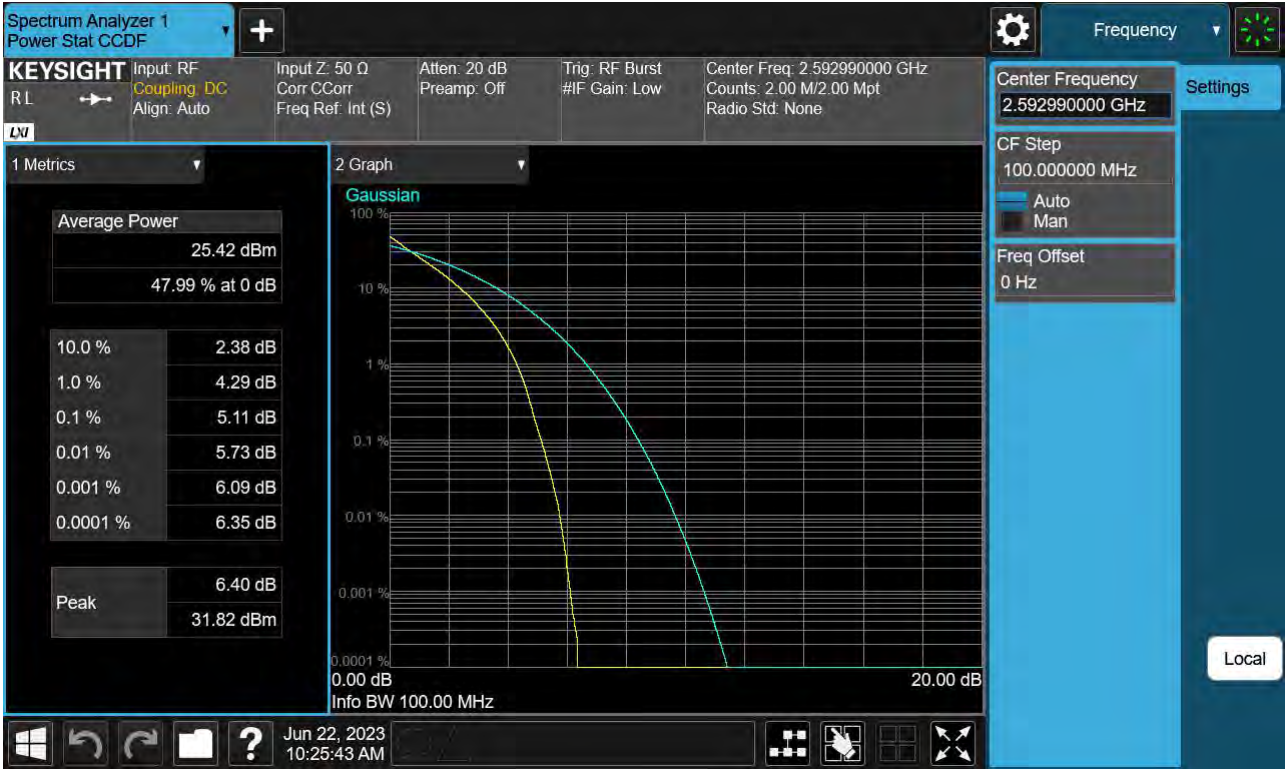 Spectrum Analyzer 1
Power Stat CCDF
+
Frequency
KEYSIGHT
R L
LXI
Input: RF
Coupling: DC
Align: Auto
Input Z: 50 Ω
Corr CCorr
Freq Ref: Int (S)
Atten: 20 dB
Preamp: Off
Trig: RF Burst
#IF Gain: Low
Center Freq: 2.592990000 GHz
Counts: 2.00 M/2.00 Mpt
Radio Std: None
Center Frequency
2.592990000 GHz
Settings
CF Step
100.000000 MHz
Auto
Man
Freq Offset
0 Hz
1 Metrics
Average Power
25.42 dBm
47.99 % at 0 dB
10.0 % 2.38 dB
1.0 % 4.29 dB
0.1 % 5.11 dB
0.01 % 5.73 dB
0.001 % 6.09 dB
0.0001 % 6.35 dB
Peak
6.40 dB
31.82 dBm
2 Graph
Gaussian
100 %
10 %
1 %
0.1 %
0.01 %
0.001 %
0.0001 %
0.00 dB 20.00 dB
Info BW 100.00 MHz
Local
?
Jun 22, 2023
10:25:43 AM